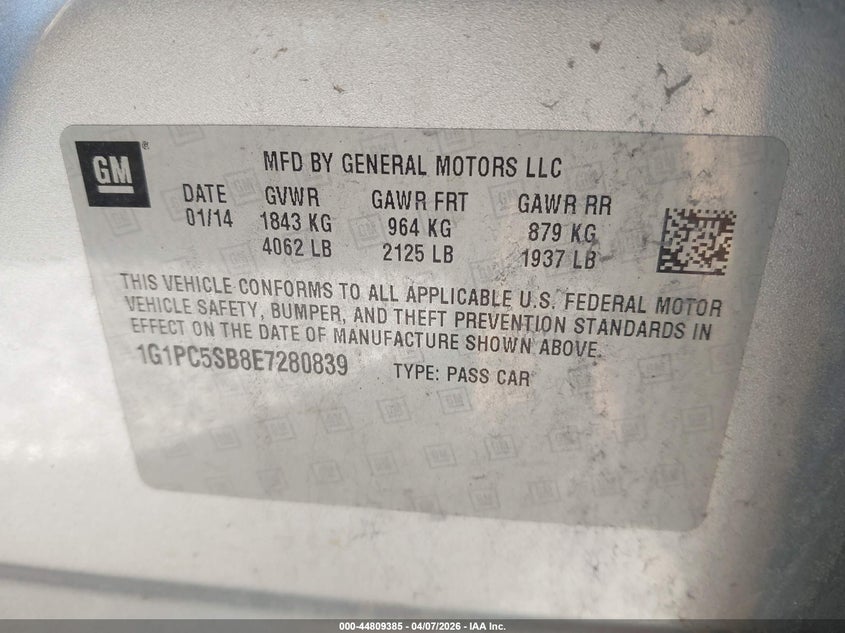 GM
MFD BY GENERAL MOTORS LLC
DATE GVWR GAWR FRT GAWR RR
01/14 1843 KG 964 KG 879 KG
4062 LB 2125 LB 1937 LB
THIS VEHICLE CONFORMS TO ALL APPLICABLE U.S. FEDERAL MOTOR
VEHICLE SAFETY, BUMPER, AND THEFT PREVENTION STANDARDS IN
EFFECT ON THE DATE OF MANUFACTURE SHOWN ABOVE.
1G1PC5SB8E7280839 TYPE: PASS CAR
000-44809385 - 04/07/2026 - IAA Inc.